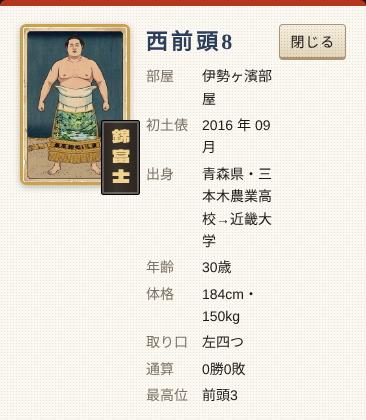 西前頭8
閉じる
錦富士
部屋 伊勢ヶ濱部
屋
初土俵 2016 年 09
月
出身 青森県・三
本木農業高
校→近畿大
学
年齢 30歳
体格 184cm・
150kg
取り口 左四つ
通算 0勝0敗
最高位 前頭3